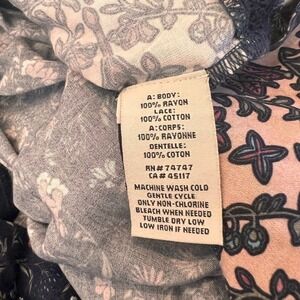 A: BODY:
100% RAYON
LACE:
100% COTTON
A: CORPS:
100% RAYONNE
DENTELLE:
100% COTON
RN# 74747
CA# 45117
MACHINE WASH COLD
GENTLE CYCLE
ONLY NON-CHLORINE
BLEACH WHEN NEEDED
TUMBLE DRY LOW
LOW IRON IF NEEDED